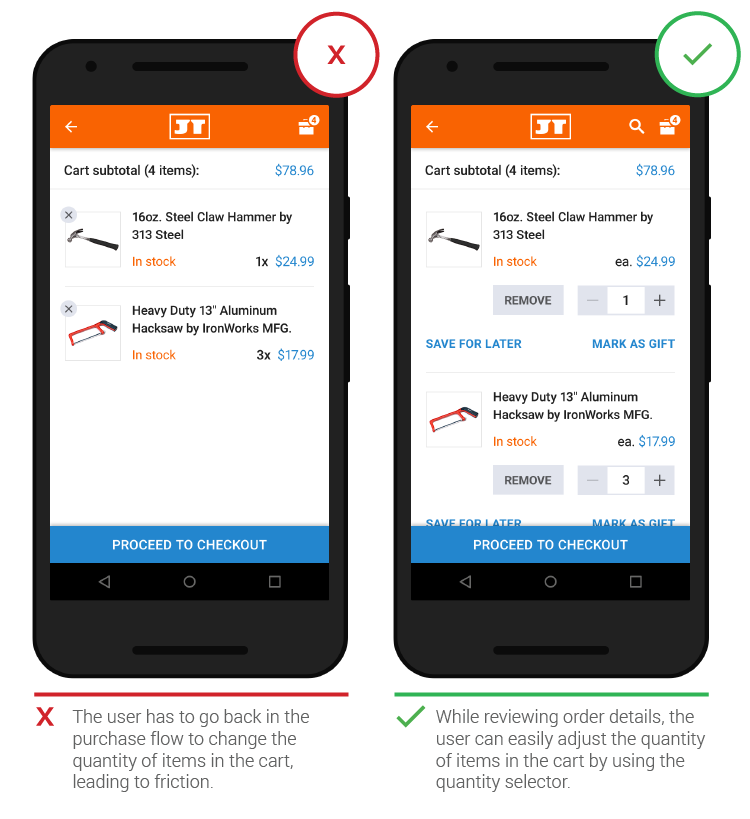 X
JT
4
Cart subtotal (4 items): $78.96
16oz. Steel Claw Hammer by
313 Steel
In stock 1x $24.99
Heavy Duty 13" Aluminum
Hacksaw by IronWorks MFG.
In stock 3x $17.99
PROCEED TO CHECKOUT
X The user has to go back in the
purchase flow to change the
quantity of items in the cart,
leading to friction.
JT
4
Cart subtotal (4 items): $78.96
16oz. Steel Claw Hammer by
313 Steel
In stock ea. $24.99
REMOVE — 1 +
SAVE FOR LATER MARK AS GIFT
Heavy Duty 13" Aluminum
Hacksaw by IronWorks MFG.
In stock ea. $17.99
REMOVE — 3 +
SAVE FOR LATER MARK AS GIFT
PROCEED TO CHECKOUT
While reviewing order details, the
user can easily adjust the quantity
of items in the cart by using the
quantity selector.